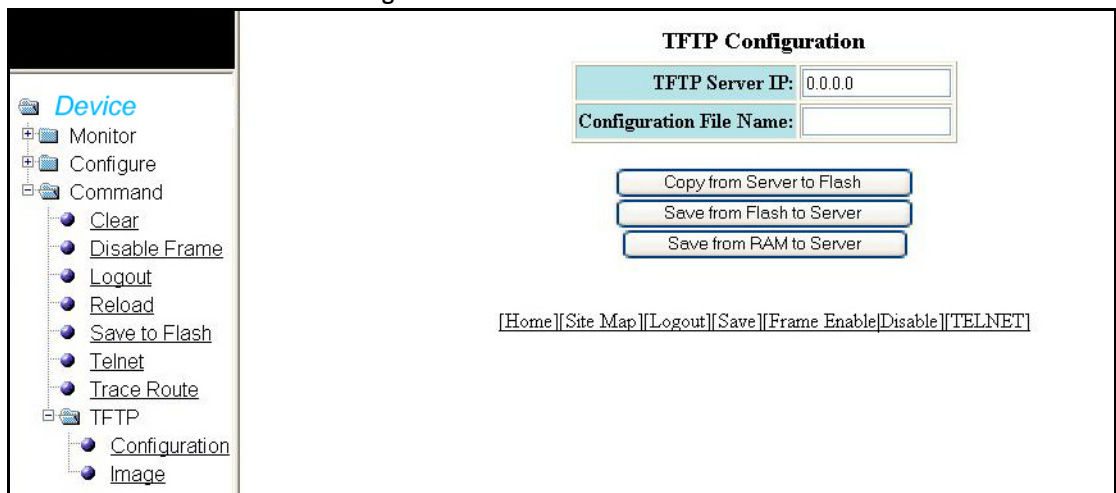 Device
Monitor
Configure
Command
Clear
Disable Frame
Logout
Reload
Save to Flash
Telnet
Trace Route
TFTP
Configuration
Image
TFTP Configuration
TFTP Server IP: 0.0.0.0
Configuration File Name:
Copy from Server to Flash
Save from Flash to Server
Save from RAM to Server
[Home][Site Map][Logout][Save][Frame Enable|Disable][TELNET]